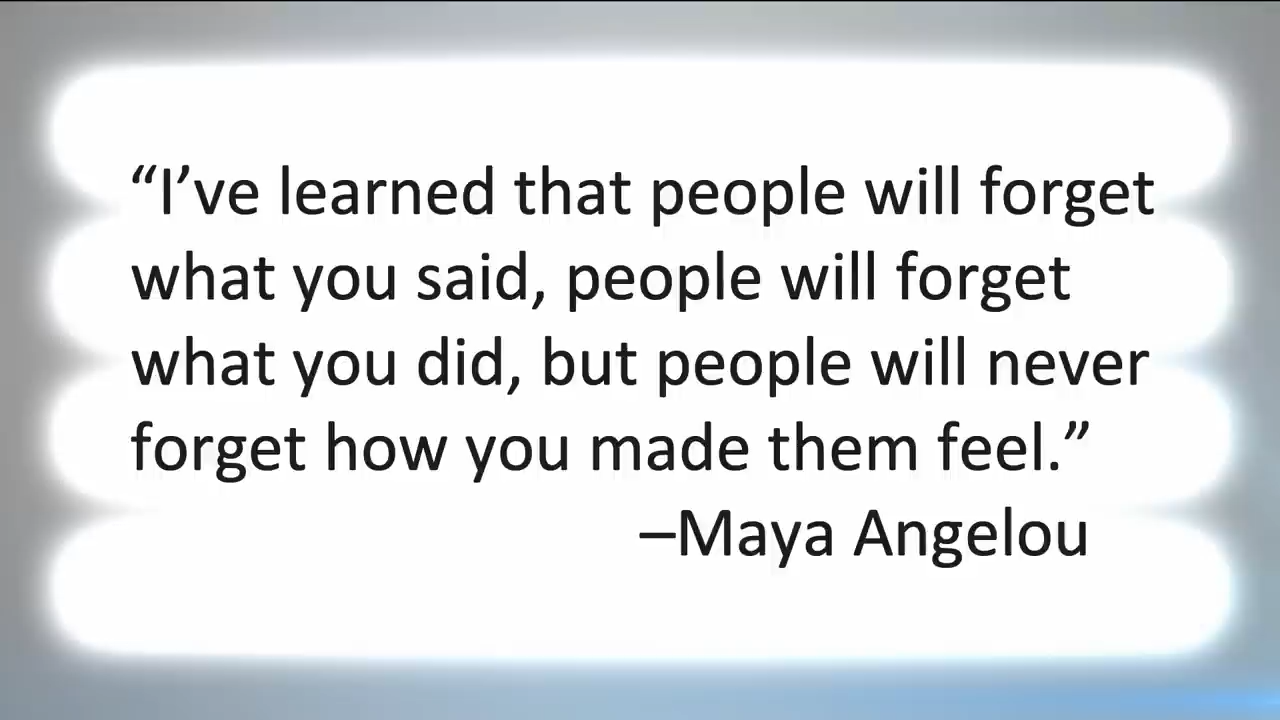 “I’ve learned that people will forget
what you said, people will forget
what you did, but people will never
forget how you made them feel.”
–Maya Angelou